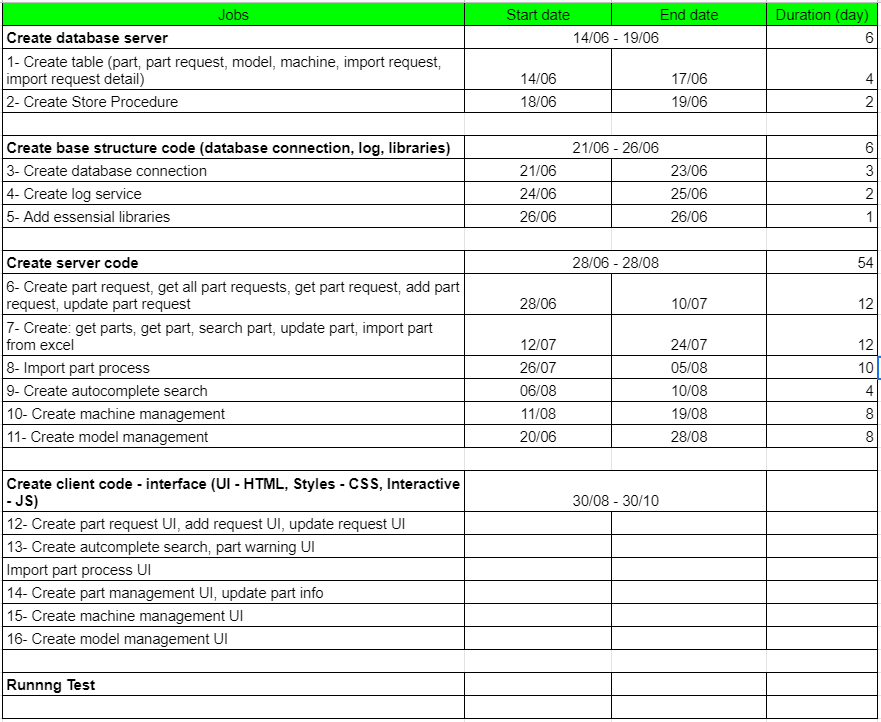 Jobs Start date End date Duration (day)
Create database server 14/06 - 19/06 6
1- Create table (part, part request, model, machine, import request,
import request detail) 14/06 17/06 4
2- Create Store Procedure 18/06 19/06 2
Create base structure code (database connection, log, libraries) 21/06 - 26/06 6
3- Create database connection 21/06 23/06 3
4- Create log service 24/06 25/06 2
5- Add essensial libraries 26/06 26/06 1
Create server code 28/06 - 28/08 54
6- Create part request, get all part requests, get part request, add part
request, update part request 28/06 10/07 12
7- Create: get parts, get part, search part, update part, import part
from excel 12/07 24/07 12
8- Import part process 26/07 05/08 10
9- Create autocomplete search 06/08 10/08 4
10- Create machine management 11/08 19/08 8
11- Create model management 20/06 28/08 8
Create client code - interface (UI - HTML, Styles - CSS, Interactive
- JS) 30/08 - 30/10
12- Create part request UI, add request UI, update request UI
13- Create autcomplete search, part warning UI
Import part process UI
14- Create part management UI, update part info
15- Create machine management UI
16- Create model management UI
Runnng Test